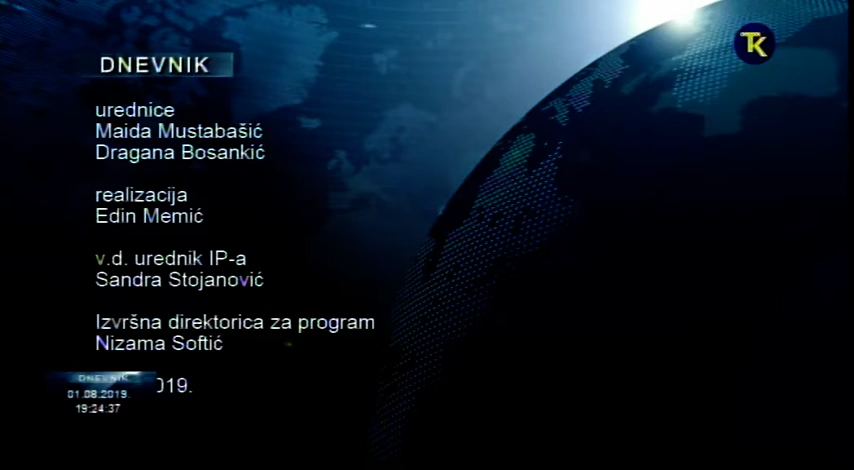 TK
DNEVNIK
urednice
Maida Mustabašić
Dragana Bosankić
realizacija
Edin Memić
v.d. urednik IP-a
Sandra Stojanović
Izvršna direktorica za program
Nizama Softić
019.
DNEVNIK
01.08.2019.
19:24:37